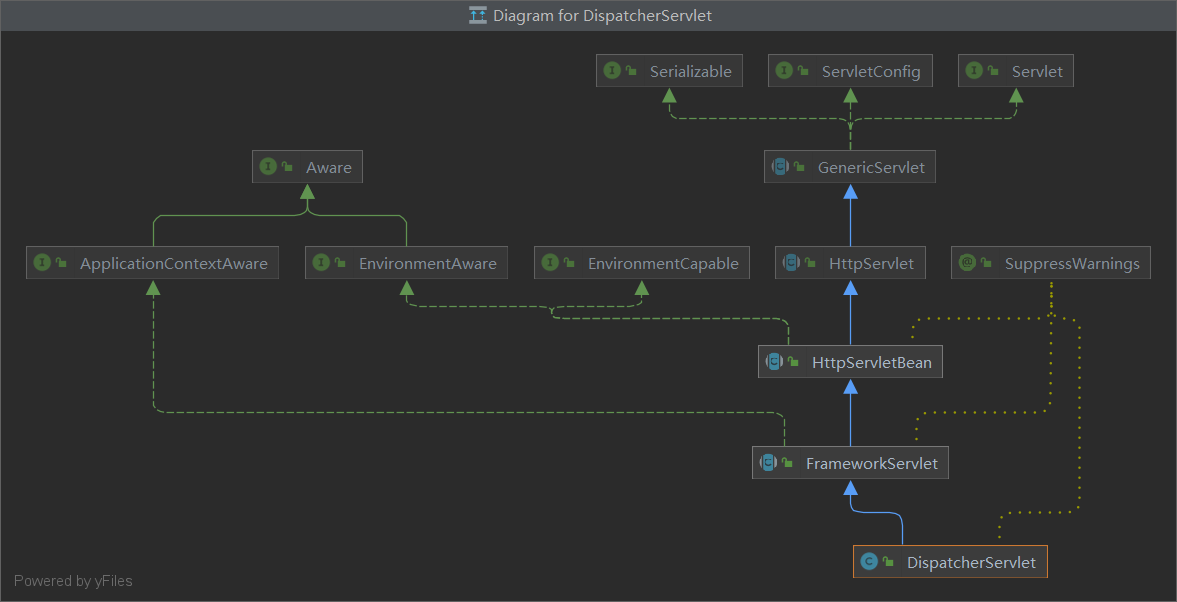 Diagram for DispatcherServlet
Serializable
ServletConfig
Servlet
Aware
GenericServlet
ApplicationContextAware
EnvironmentAware
EnvironmentCapable
HttpServlet
SuppressWarnings
HttpServletBean
FrameworkServlet
DispatcherServlet
Powered by yFiles